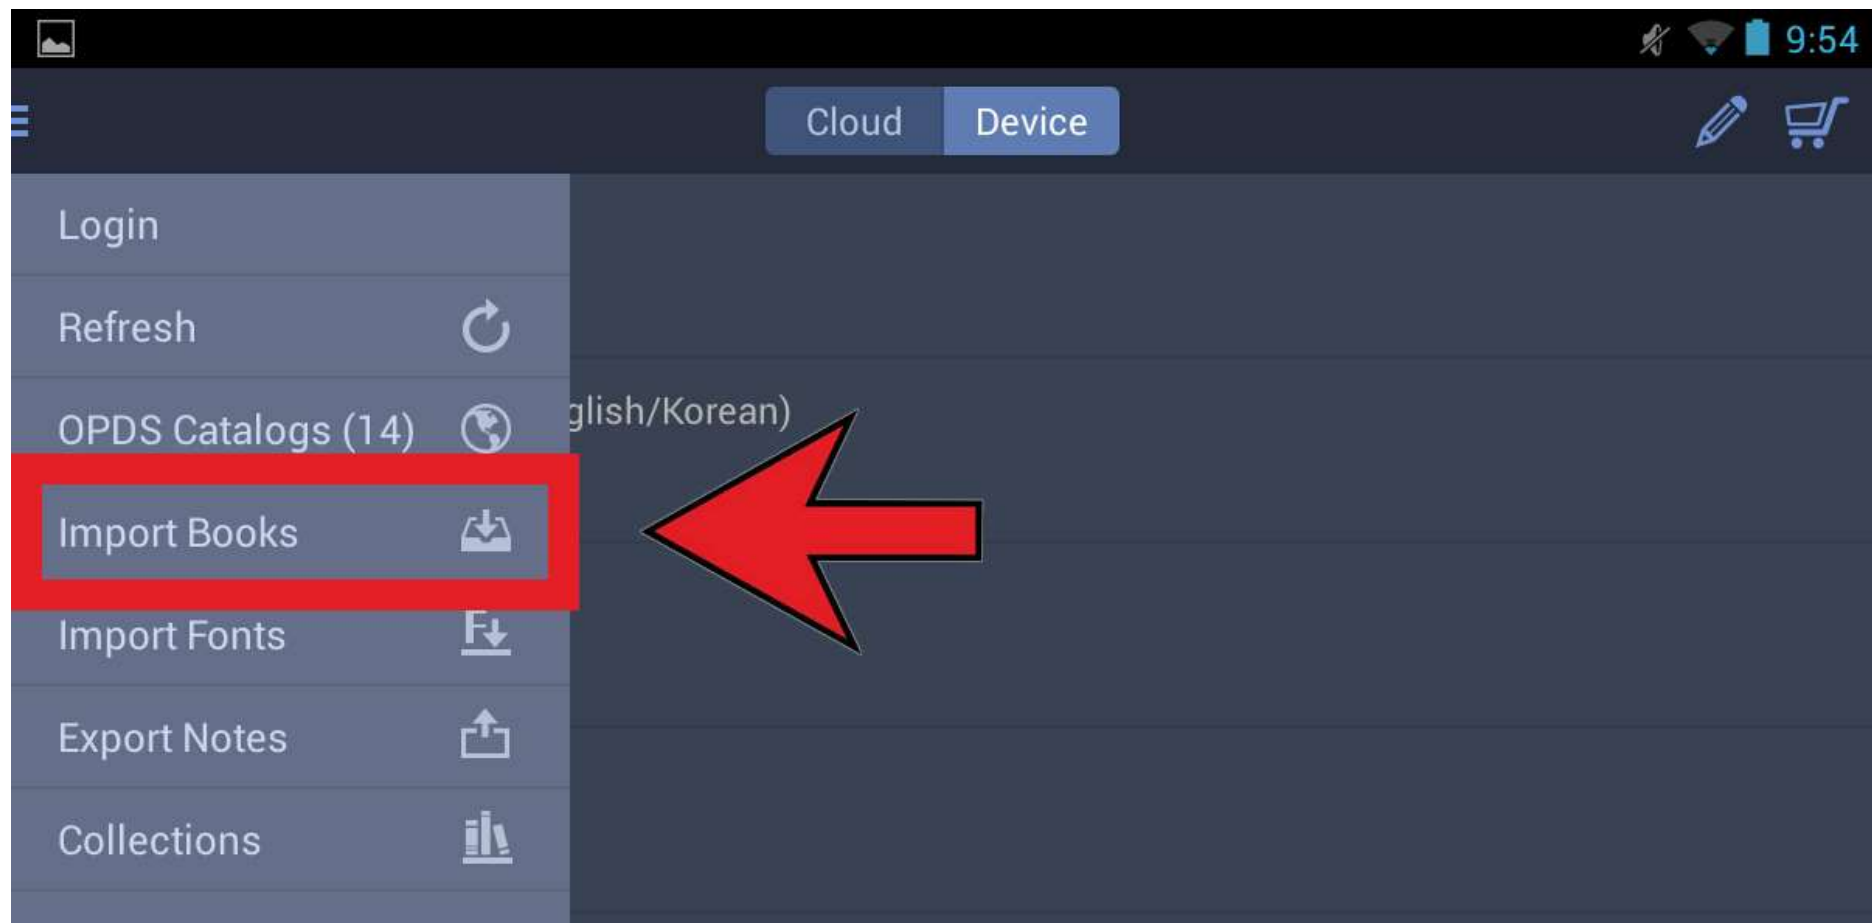 9:54
Cloud Device
Login
Refresh
OPDS Catalogs (14)
glish/Korean)
Import Books
Import Fonts
Export Notes
Collections